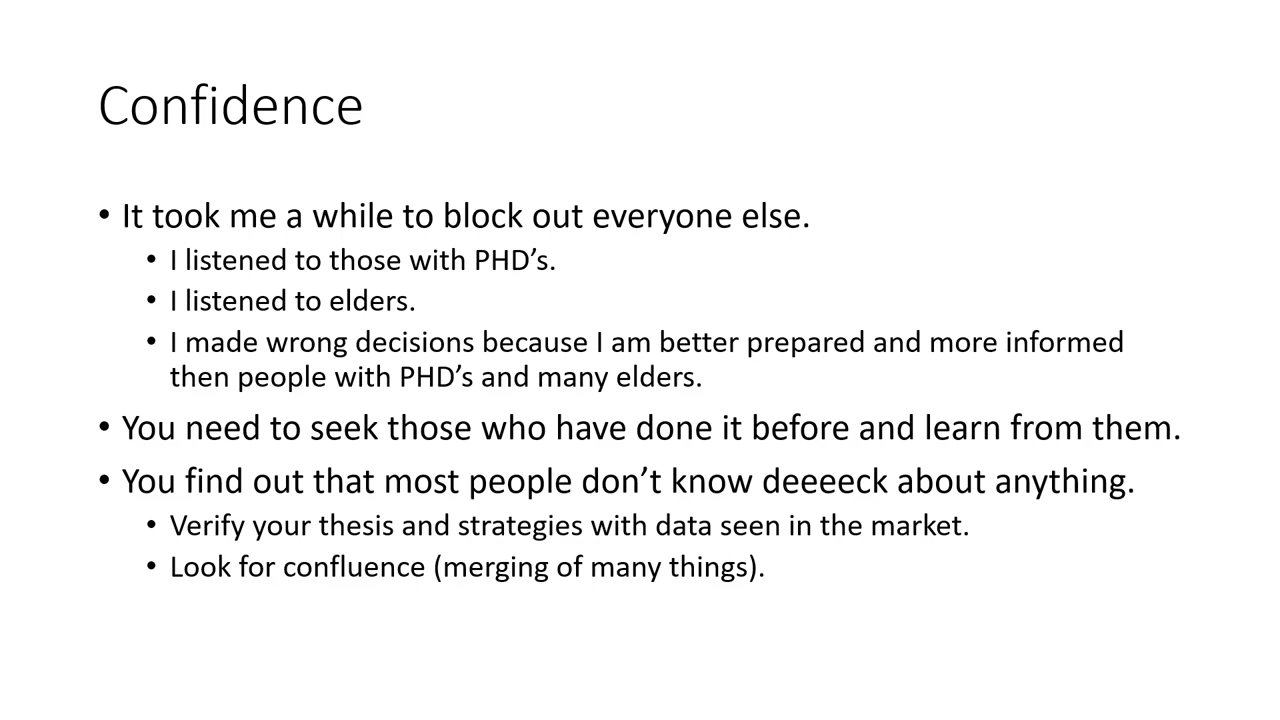 Confidence
• It took me a while to block out everyone else.
• I listened to those with PHD’s.
• I listened to elders.
• I made wrong decisions because I am better prepared and more informed
then people with PHD’s and many elders.
• You need to seek those who have done it before and learn from them.
• You find out that most people don’t know deeeeck about anything.
• Verify your thesis and strategies with data seen in the market.
• Look for confluence (merging of many things).